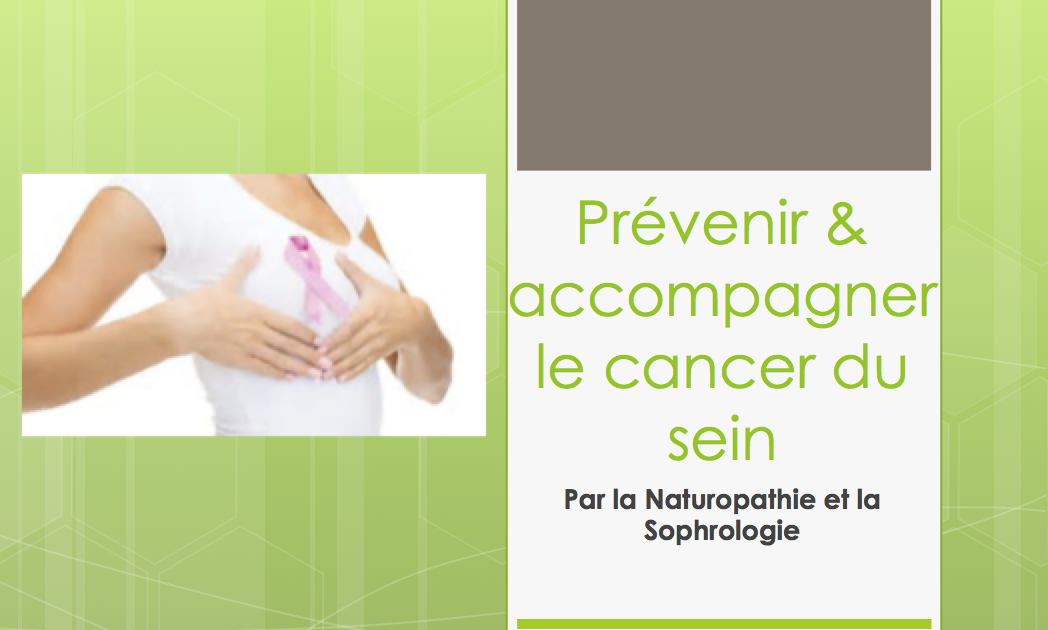 Prévenir &
accompagner
le cancer du
sein
Par la Naturopathie et la
Sophrologie